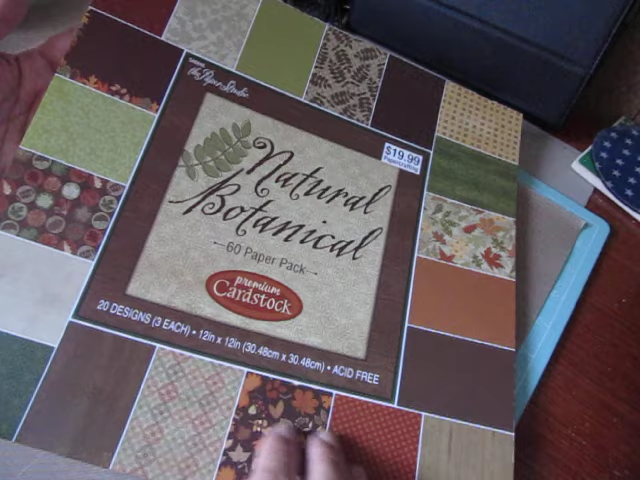 the Paper Studio
$19.99
Papercrafting
Natural
Botanical
60 Paper Pack
premium
Cardstock
20 DESIGNS (3 EACH) • 12in x 12in (30.48cm x 30.48cm) • ACID FREE